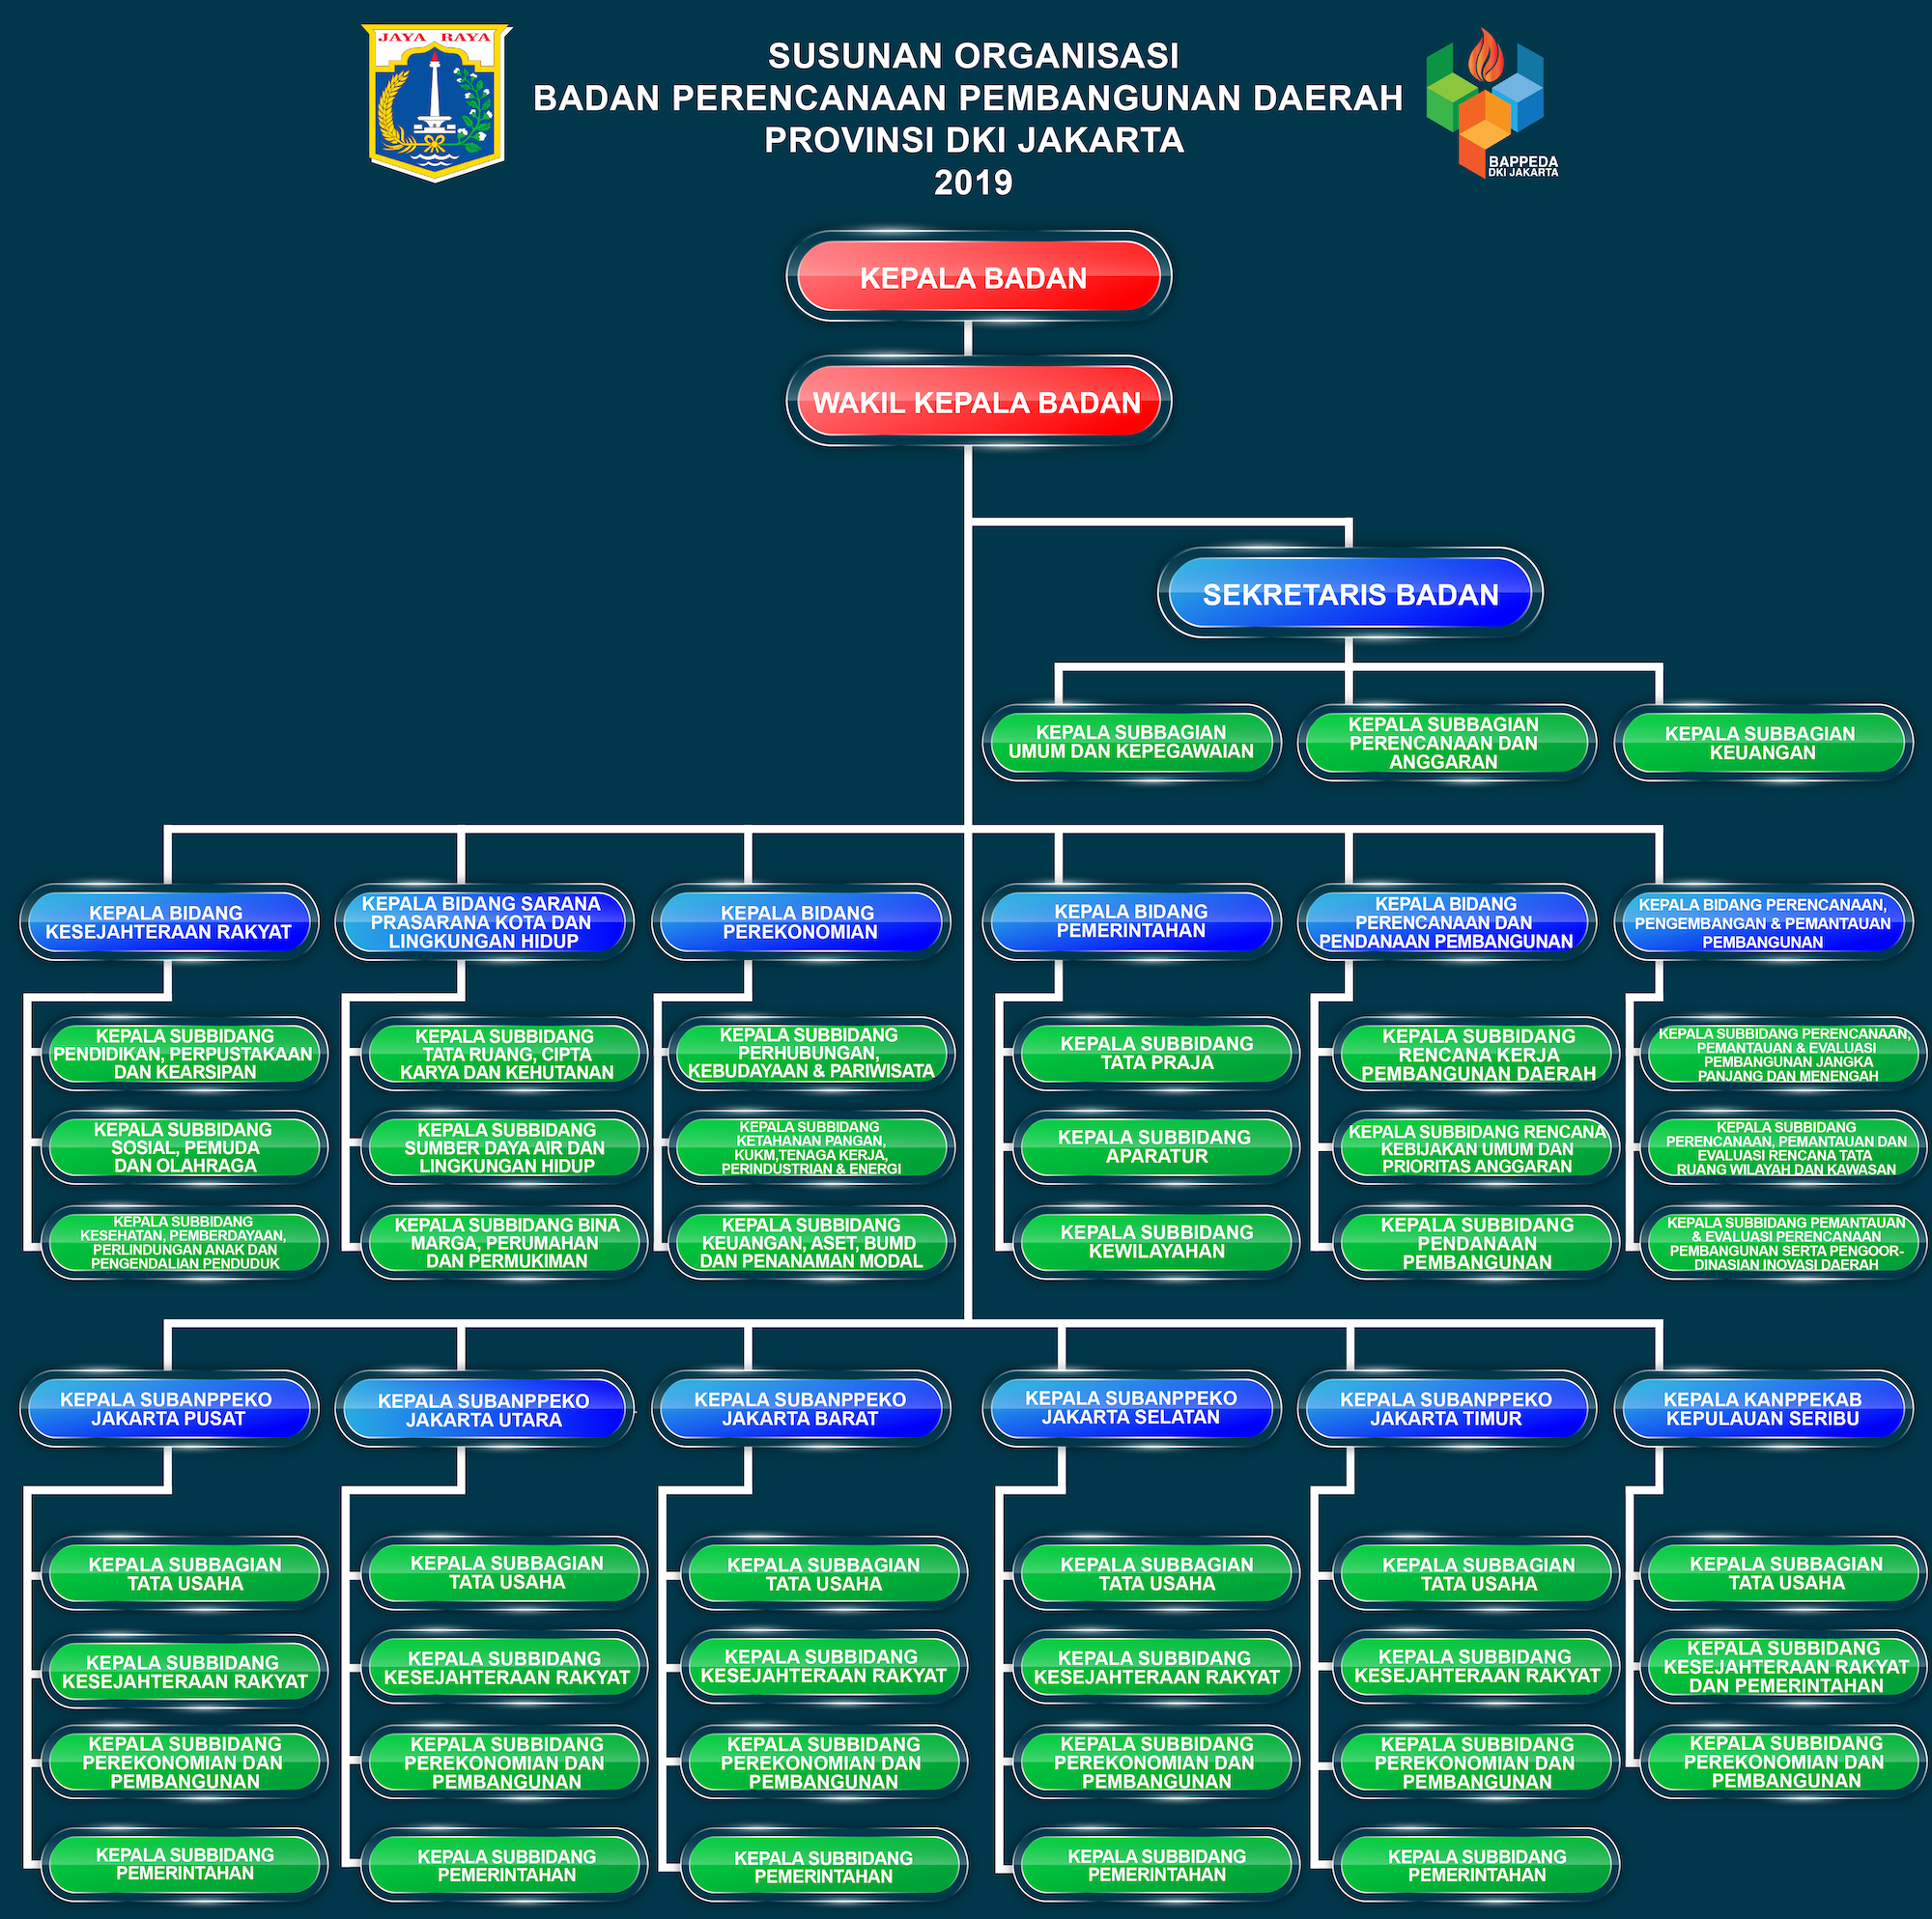 JAYA RAYA
SUSUNAN ORGANISASI
BADAN PERENCANAAN PEMBANGUNAN DAERAH
PROVINSI DKI JAKARTA
2019
BAPPEDA
DKI JAKARTA
KEPALA BADAN
WAKIL KEPALA BADAN
SEKRETARIS BADAN
KEPALA SUBBAGIAN
UMUM DAN KEPEGAWAIAN
KEPALA SUBBAGIAN
PERENCANAAN DAN
ANGGARAN
KEPALA SUBBAGIAN
KEUANGAN
KEPALA BIDANG
KESEJAHTERAAN RAKYAT
KEPALA BIDANG SARANA
PRASARANA KOTA DAN
LINGKUNGAN HIDUP
KEPALA BIDANG
PEREKONOMIAN
KEPALA BIDANG
PEMERINTAHAN
KEPALA BIDANG
PERENCANAAN DAN
PENDANAAN PEMBANGUNAN
KEPALA BIDANG PERENCANAAN,
PENGEMBANGAN & PEMANTAUAN
PEMBANGUNAN
KEPALA SUBBIDANG
PENDIDIKAN, PERPUSTAKAAN
DAN KEARSIPAN
KEPALA SUBBIDANG
TATA RUANG, CIPTA
KARYA DAN KEHUTANAN
KEPALA SUBBIDANG
PERHUBUNGAN,
KEBUDAYAAN & PARIWISATA
KEPALA SUBBIDANG
TATA PRAJA
KEPALA SUBBIDANG
RENCANA KERJA
PEMBANGUNAN DAERAH
KEPALA SUBBIDANG PERENCANAAN,
PEMANTAUAN & EVALUASI
PEMBANGUNAN JANGKA
PANJANG DAN MENENGAH
KEPALA SUBBIDANG
SOSIAL, PEMUDA
DAN OLAHRAGA
KEPALA SUBBIDANG
SUMBER DAYA AIR DAN
LINGKUNGAN HIDUP
KEPALA SUBBIDANG
KETAHANAN PANGAN,
KUKM,TENAGA KERJA,
PERINDUSTRIAN & ENERGI
KEPALA SUBBIDANG
APARATUR
KEPALA SUBBIDANG RENCANA
KEBIJAKAN UMUM DAN
PRIORITAS ANGGARAN
KEPALA SUBBIDANG
PERENCANAAN, PEMANTAUAN DAN
EVALUASI RENCANA TATA
RUANG WILAYAH DAN KAWASAN
KEPALA SUBBIDANG
KESEHATAN, PEMBERDAYAAN,
PERLINDUNGAN ANAK DAN
PENGENDALIAN PENDUDUK
KEPALA SUBBIDANG BINA
MARGA, PERUMAHAN
DAN PERMUKIMAN
KEPALA SUBBIDANG
KEUANGAN, ASET, BUMD
DAN PENANAMAN MODAL
KEPALA SUBBIDANG
KEWILAYAHAN
KEPALA SUBBIDANG
PENDANAAN
PEMBANGUNAN
KEPALA SUBBIDANG PEMANTAUAN
& EVALUASI PERENCANAAN
PEMBANGUNAN SERTA PENGOOR-
DINASIAN INOVASI DAERAH
KEPALA SUBANPPEKO
JAKARTA PUSAT
KEPALA SUBANPPEKO
JAKARTA UTARA
KEPALA SUBANPPEKO
JAKARTA BARAT
KEPALA SUBANPPEKO
JAKARTA SELATAN
KEPALA SUBANPPEKO
JAKARTA TIMUR
KEPALA KANPPEKAB
KEPULAUAN SERIBU
KEPALA SUBBAGIAN
TATA USAHA
KEPALA SUBBAGIAN
TATA USAHA
KEPALA SUBBAGIAN
TATA USAHA
KEPALA SUBBAGIAN
TATA USAHA
KEPALA SUBBAGIAN
TATA USAHA
KEPALA SUBBAGIAN
TATA USAHA
KEPALA SUBBIDANG
KESEJAHTERAAN RAKYAT
KEPALA SUBBIDANG
KESEJAHTERAAN RAKYAT
KEPALA SUBBIDANG
KESEJAHTERAAN RAKYAT
KEPALA SUBBIDANG
KESEJAHTERAAN RAKYAT
KEPALA SUBBIDANG
KESEJAHTERAAN RAKYAT
KEPALA SUBBIDANG
KESEJAHTERAAN RAKYAT
DAN PEMERINTAHAN
KEPALA SUBBIDANG
PEREKONOMIAN DAN
PEMBANGUNAN
KEPALA SUBBIDANG
PEREKONOMIAN DAN
PEMBANGUNAN
KEPALA SUBBIDANG
PEREKONOMIAN DAN
PEMBANGUNAN
KEPALA SUBBIDANG
PEREKONOMIAN DAN
PEMBANGUNAN
KEPALA SUBBIDANG
PEREKONOMIAN DAN
PEMBANGUNAN
KEPALA SUBBIDANG
PEREKONOMIAN DAN
PEMBANGUNAN
KEPALA SUBBIDANG
PEMERINTAHAN
KEPALA SUBBIDANG
PEMERINTAHAN
KEPALA SUBBIDANG
PEMERINTAHAN
KEPALA SUBBIDANG
PEMERINTAHAN
KEPALA SUBBIDANG
PEMERINTAHAN